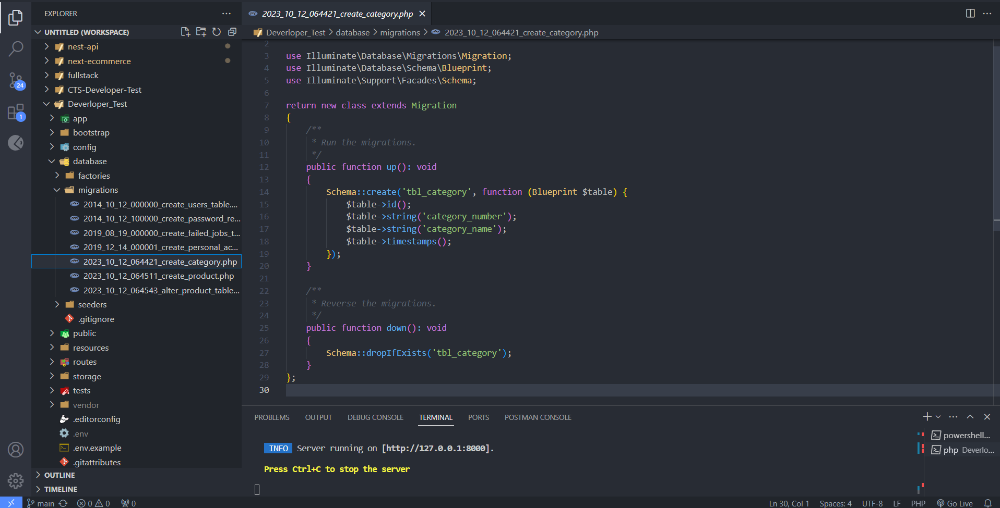 EXPLORER
UNTITLED (WORKSPACE)
nest-api
next-ecommerce
fullstack
CTS-Developer-Test
Deverloper_Test
app
bootstrap
config
database
factories
migrations
2014_10_12_000000_create_users_table....
2014_10_12_100000_create_password_re...
2019_08_19_000000_create_failed_jobs_t...
2019_12_14_000001_create_personal_ac...
2023_10_12_064421_create_category.php
2023_10_12_064511_create_product.php
2023_10_12_064543_alter_product_table...
seeders
.gitignore
public
resources
routes
storage
tests
vendor
.editorconfig
.env
.env.example
.gitattributes
OUTLINE
TIMELINE
24
1
2023_10_12_064421_create_category.php
Deverloper_Test > database > migrations > 2023_10_12_064421_create_category.php
2
3 use Illuminate\Database\Migrations\Migration;
4 use Illuminate\Database\Schema\Blueprint;
5 use Illuminate\Support\Facades\Schema;
6
7 return new class extends Migration
8 {
9 /**
10 * Run the migrations.
11 */
12 public function up(): void
13 {
14 Schema::create('tbl_category', function (Blueprint $table) {
15 $table->id();
16 $table->string('category_number');
17 $table->string('category_name');
18 $table->timestamps();
19 });
20 }
21
22 /**
23 * Reverse the migrations.
24 */
25 public function down(): void
26 {
27 Schema::dropIfExists('tbl_category');
28 }
29 };
30
PROBLEMS OUTPUT DEBUG CONSOLE TERMINAL PORTS POSTMAN CONSOLE
INFO Server running on [http://127.0.0.1:8000].
Press Ctrl+C to stop the server
powershell...
php Deverlo...
main 0 0 0 Ln 30, Col 1 Spaces: 4 UTF-8 LF PHP Go Live